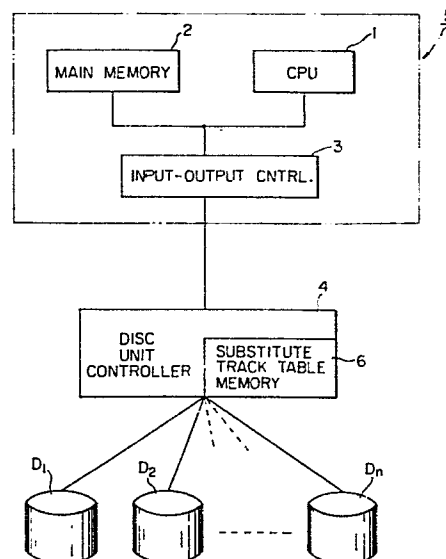 2
1
MAIN MEMORY
CPU
3
INPUT-OUTPUT CNTRL.
4
DISC
UNIT
CONTROLLER
SUBSTITUTE
TRACK TABLE
MEMORY
6
D1
D2
Dn